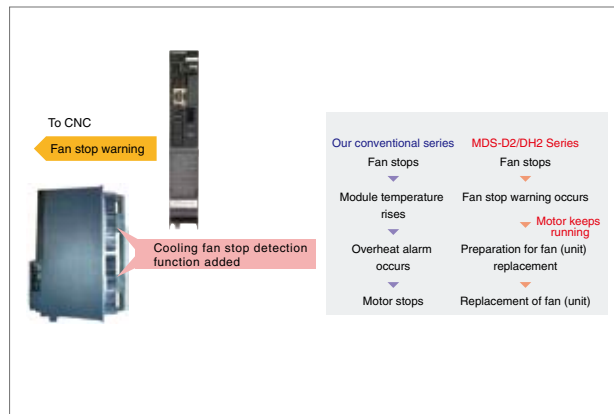 To CNC
Fan stop warning
Cooling fan stop detection
function added
Our conventional series
Fan stops
Module temperature
rises
Overheat alarm
occurs
Motor stops
MDS-D2/DH2 Series
Fan stops
Fan stop warning occurs
Motor keeps
running
Preparation for fan (unit)
replacement
Replacement of fan (unit)